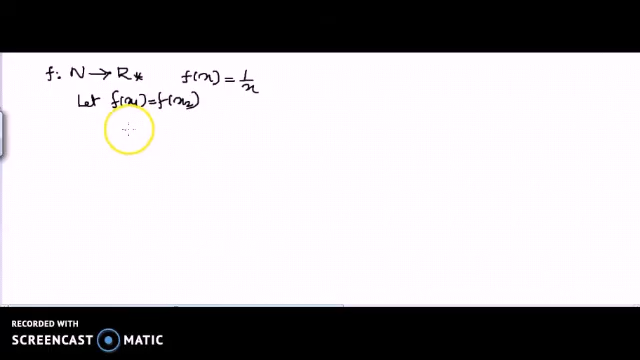 f: N → R* f(x) = 1/x
Let f(x₁) = f(x₂)
RECORDED WITH
SCREENCAST MATIC